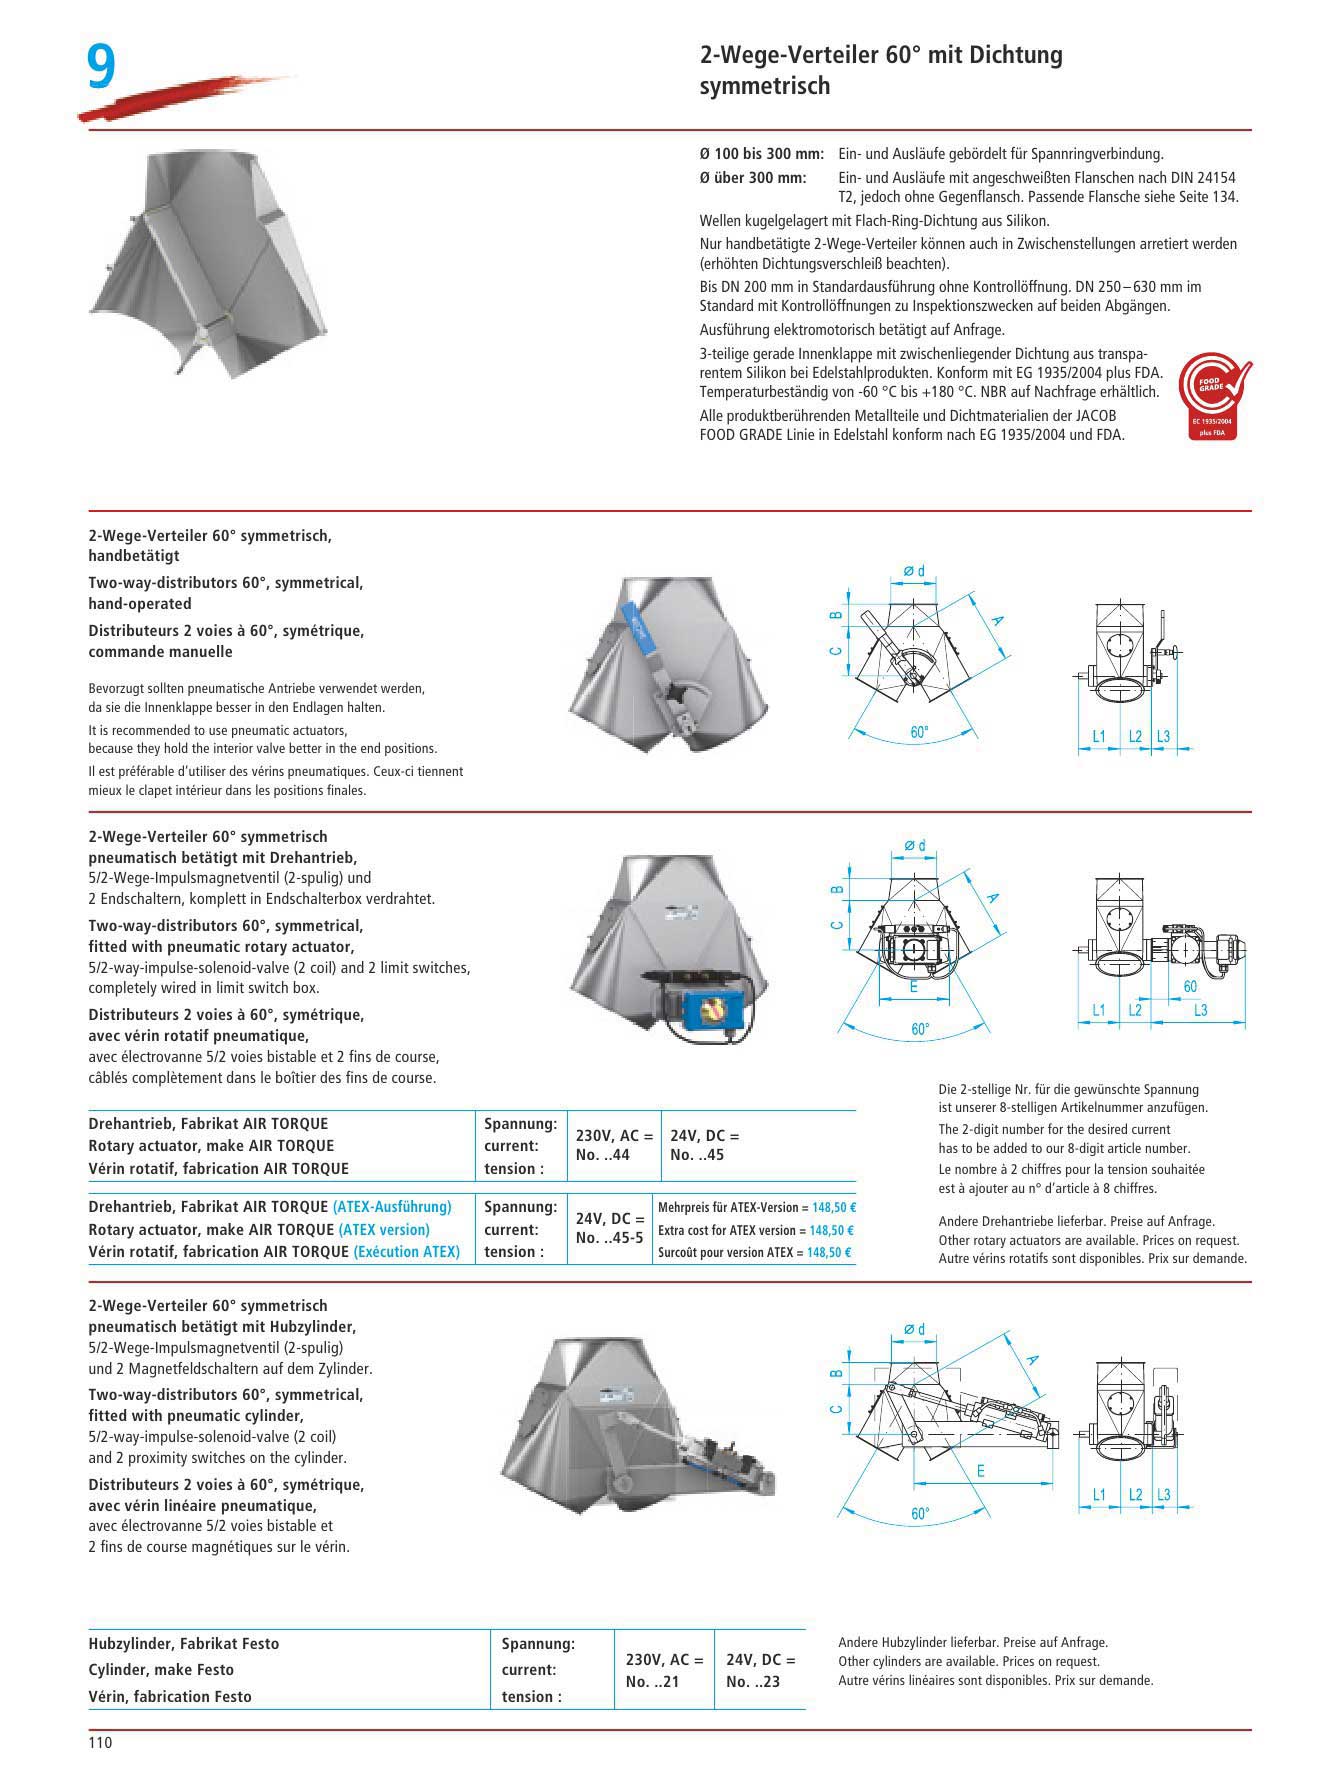 9
2-Wege-Verteiler 60° mit Dichtung
symmetrisch
Ø 100 bis 300 mm: Ein- und Ausläufe gebördelt für Spannringverbindung.
Ø über 300 mm: Ein- und Ausläufe mit angeschweißten Flanschen nach DIN 24154
T2, jedoch ohne Gegenflansch. Passende Flansche siehe Seite 134.
Wellen kugelgelagert mit Flach-Ring-Dichtung aus Silikon.
Nur handbetätigte 2-Wege-Verteiler können auch in Zwischenstellungen arretiert werden
(erhöhten Dichtungsverschleiß beachten).
Bis DN 200 mm in Standardausführung ohne Kontrollöffnung. DN 250–630 mm im
Standard mit Kontrollöffnungen zu Inspektionszwecken auf beiden Abgängen.
Ausführung elektromotorisch betätigt auf Anfrage.
3-teilige gerade Innenklappe mit zwischenliegender Dichtung aus transpa-
rentem Silikon bei Edelstahlprodukten. Konform mit EG 1935/2004 plus FDA.
Temperaturbeständig von -60 °C bis +180 °C. NBR auf Nachfrage erhältlich.
Alle produktberührenden Metallteile und Dichtmaterialien der JACOB
FOOD GRADE Linie in Edelstahl konform nach EG 1935/2004 und FDA.
FOOD
GRADE
EC 1935/2004
plus FDA
2-Wege-Verteiler 60° symmetrisch,
handbetätigt
Two-way-distributors 60°, symmetrical,
hand-operated
Distributeurs 2 voies à 60°, symétrique,
commande manuelle
Bevorzugt sollten pneumatische Antriebe verwendet werden,
da sie die Innenklappe besser in den Endlagen halten.
It is recommended to use pneumatic actuators,
because they hold the interior valve better in the end positions.
Il est préférable d'utiliser des vérins pneumatiques. Ceux-ci tiennent
mieux le clapet intérieur dans les positions finales.
Ø d
B
A
C
60°
L1 L2 L3
2-Wege-Verteiler 60° symmetrisch
pneumatisch betätigt mit Drehantrieb,
5/2-Wege-Impulsmagnetventil (2-spulig) und
2 Endschaltern, komplett in Endschalterbox verdrahtet.
Two-way-distributors 60°, symmetrical,
fitted with pneumatic rotary actuator,
5/2-way-impulse-solenoid-valve (2 coil) and 2 limit switches,
completely wired in limit switch box.
Distributeurs 2 voies à 60°, symétrique,
avec vérin rotatif pneumatique,
avec électrovanne 5/2 voies bistable et 2 fins de course,
câblés complètement dans le boîtier des fins de course.
Ø d
B
A
C
E
60°
60
L1 L2 L3
Drehantrieb, Fabrikat AIR TORQUE
Rotary actuator, make AIR TORQUE
Vérin rotatif, fabrication AIR TORQUE
Spannung:
current:
tension :
230V, AC =
No. ..44
24V, DC =
No. ..45
Drehantrieb, Fabrikat AIR TORQUE (ATEX-Ausführung)
Rotary actuator, make AIR TORQUE (ATEX version)
Vérin rotatif, fabrication AIR TORQUE (Exécution ATEX)
Spannung:
current:
tension :
24V, DC =
No. ..45-5
Mehrpreis für ATEX-Version = 148,50 €
Extra cost for ATEX version = 148,50 €
Surcoût pour version ATEX = 148,50 €
Die 2-stellige Nr. für die gewünschte Spannung
ist unserer 8-stelligen Artikelnummer anzufügen.
The 2-digit number for the desired current
has to be added to our 8-digit article number.
Le nombre à 2 chiffres pour la tension souhaitée
est à ajouter au n° d'article à 8 chiffres.
Andere Drehantriebe lieferbar. Preise auf Anfrage.
Other rotary actuators are available. Prices on request.
Autre vérins rotatifs sont disponibles. Prix sur demande.
2-Wege-Verteiler 60° symmetrisch
pneumatisch betätigt mit Hubzylinder,
5/2-Wege-Impulsmagnetventil (2-spulig)
und 2 Magnetfeldschaltern auf dem Zylinder.
Two-way-distributors 60°, symmetrical,
fitted with pneumatic cylinder,
5/2-way-impulse-solenoid-valve (2 coil)
and 2 proximity switches on the cylinder.
Distributeurs 2 voies à 60°, symétrique,
avec vérin linéaire pneumatique,
avec électrovanne 5/2 voies bistable et
2 fins de course magnétiques sur le vérin.
Ø d
B
A
C
E
60°
L1 L2 L3
Hubzylinder, Fabrikat Festo
Cylinder, make Festo
Vérin, fabrication Festo
Spannung:
current:
tension :
230V, AC =
No. ..21
24V, DC =
No. ..23
Andere Hubzylinder lieferbar. Preise auf Anfrage.
Other cylinders are available. Prices on request.
Autre vérins linéaires sont disponibles. Prix sur demande.
110